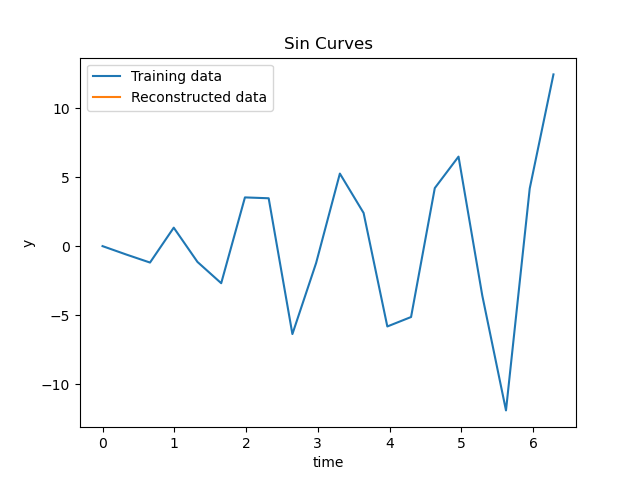 Sin Curves
Training data
Reconstructed data
10
5
0
−5
−10
y
0 1 2 3 4 5 6
time